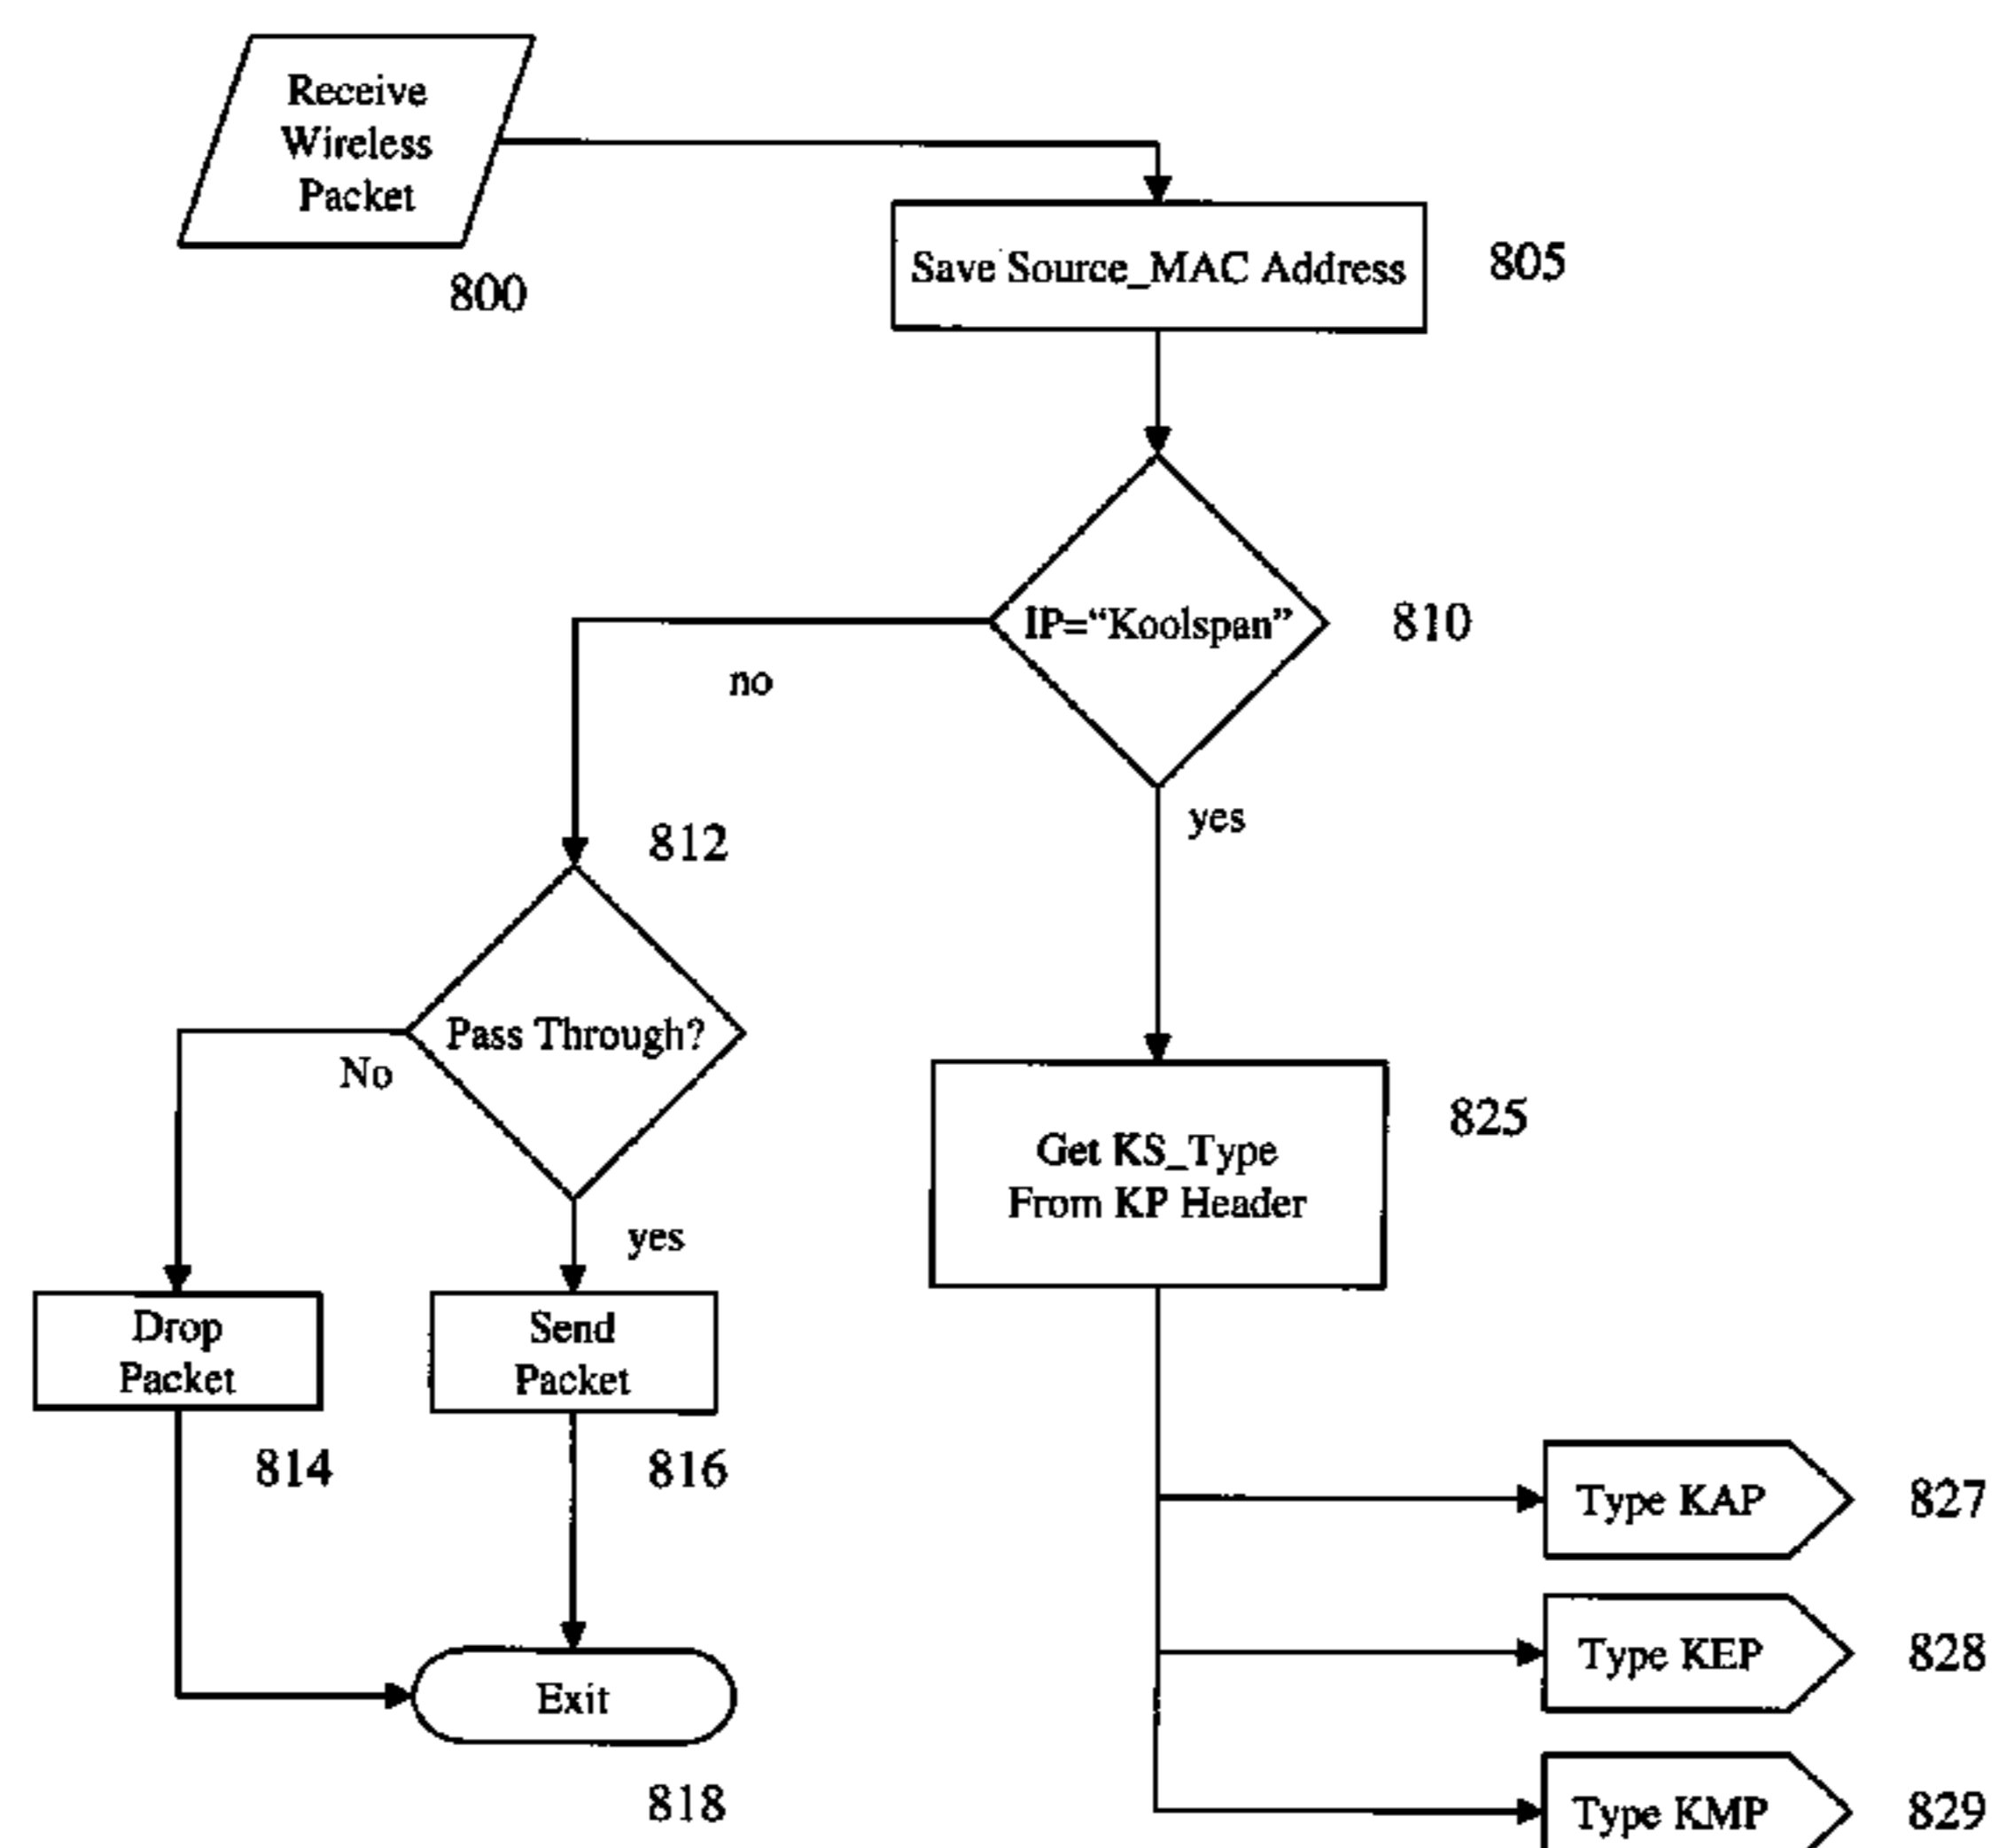 Receive
Wireless
Packet
800
Save Source_MAC Address
805
IP="Koolspan"
810
no
yes
812
Pass Through?
No
yes
Get KS_Type
From KP Header
825
Drop
Packet
814
Send
Packet
816
Exit
818
Type KAP
827
Type KEP
828
Type KMP
829